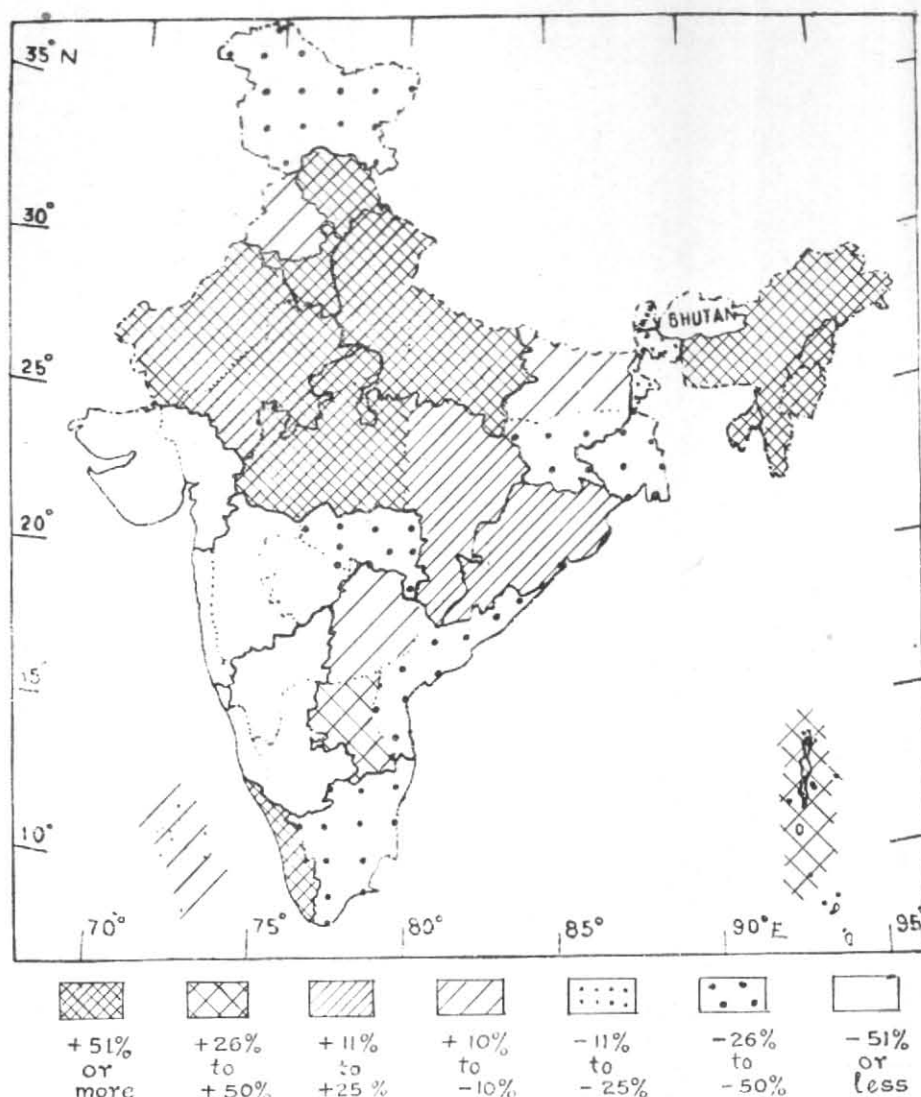 35° N
30°
25°
20°
15°
10°
BHUTAN
70° 75° 80° 85° 90°E 95
+51%
or
more
+26%
to
+50%
+11%
to
+25%
+10%
to
-10%
-11%
to
-25%
-26%
to
-50%
-51%
or
less